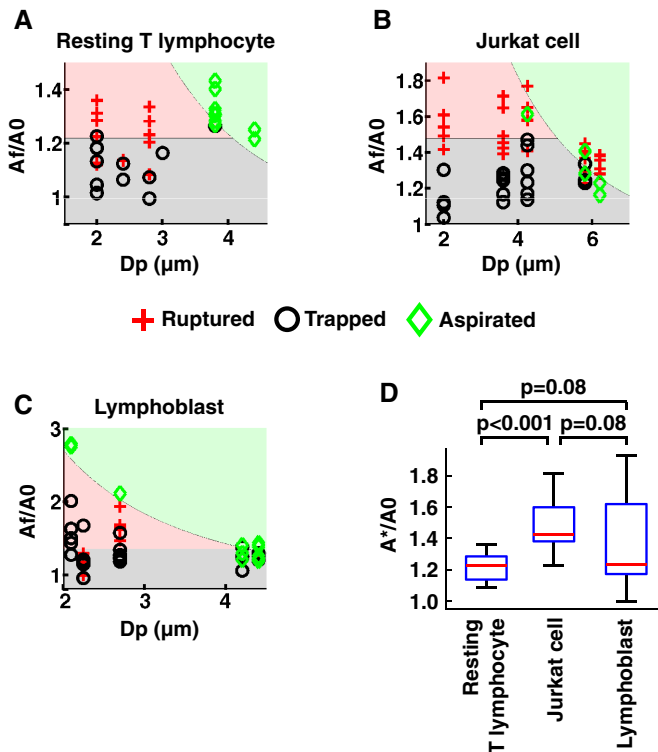 A
Resting T lymphocyte
Af/A0
1.4
1.2
1
2
3
4
Dp (µm)
B
Jurkat cell
Af/A0
1.8
1.6
1.4
1.2
1
2
4
6
Dp (µm)
Ruptured
Trapped
Aspirated
C
Lymphoblast
Af/A0
3
2
1
2
3
4
Dp (µm)
D
p=0.08
p<0.001
p=0.08
A*/A0
1.8
1.6
1.4
1.2
1.0
Resting
T lymphocyte
Jurkat cell
Lymphoblast